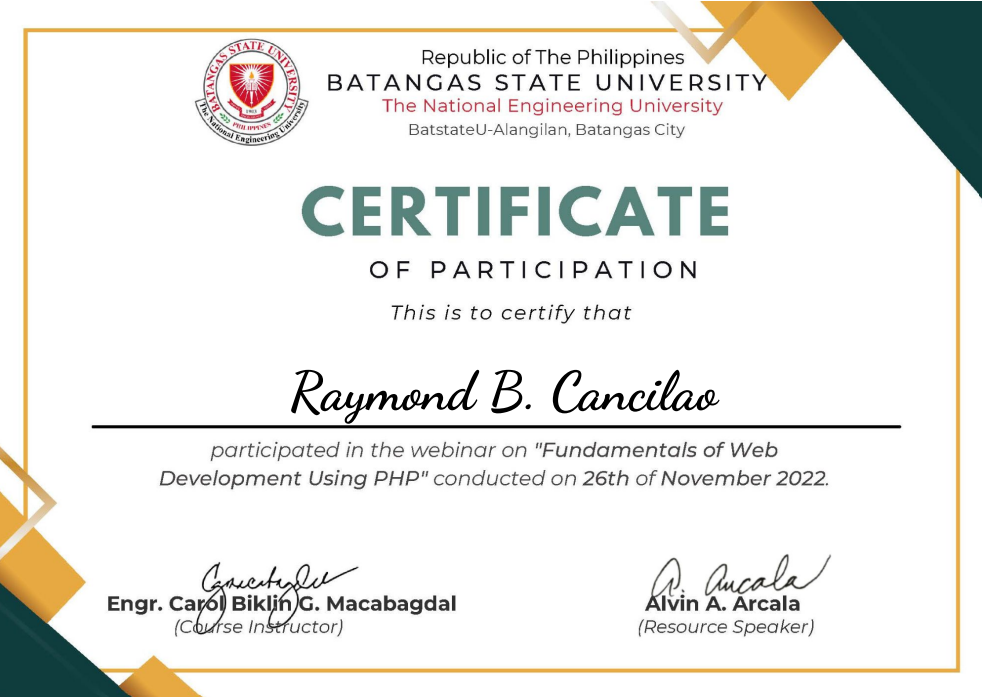 BATANGAS STATE UNIVERSITY
The National Engineering University
1903
PHILIPPINES
Republic of The Philippines
BATANGAS STATE UNIVERSITY
The National Engineering University
BatstateU-Alangilan, Batangas City
CERTIFICATE
OF PARTICIPATION
This is to certify that
Raymond B. Cancilao
participated in the webinar on "Fundamentals of Web
Development Using PHP" conducted on 26th of November 2022.
Engr. Carol Biklin G. Macabagdal
(Course Instructor)
A. Arcala
Alvin A. Arcala
(Resource Speaker)